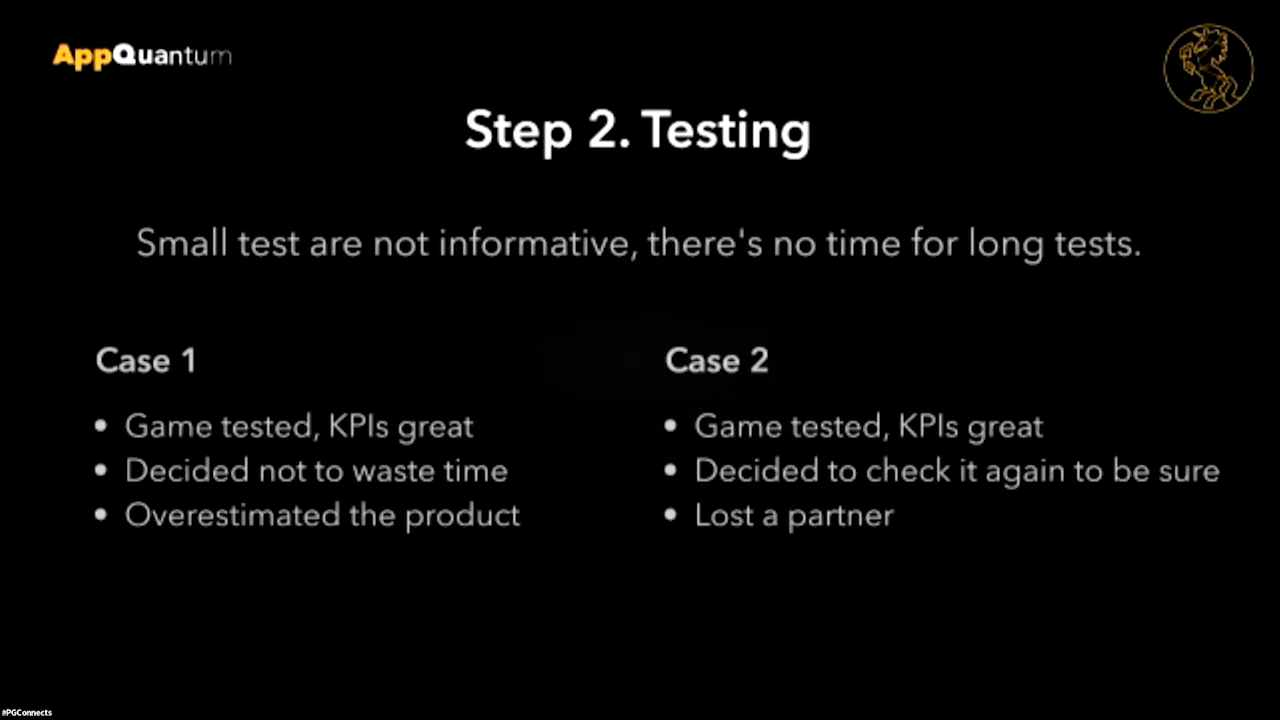 AppQuantum
Step 2. Testing
Small test are not informative, there's no time for long tests.
Case 1
• Game tested, KPIs great
• Decided not to waste time
• Overestimated the product
Case 2
• Game tested, KPIs great
• Decided to check it again to be sure
• Lost a partner
#PGConnects